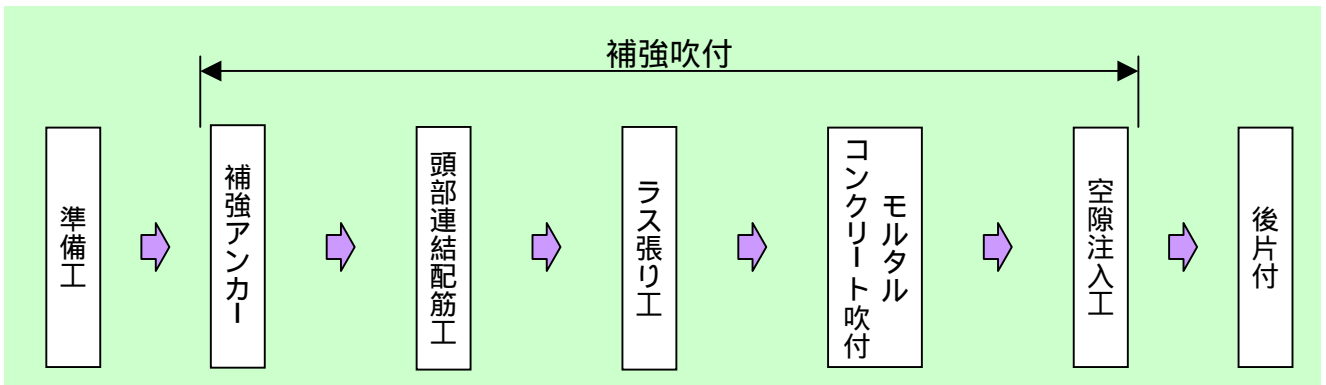 補強吹付
準備工
補強アンカー
頭部連結配筋工
ラス張り工
モルタル
コンクリート吹付
空隙注入工
後片付